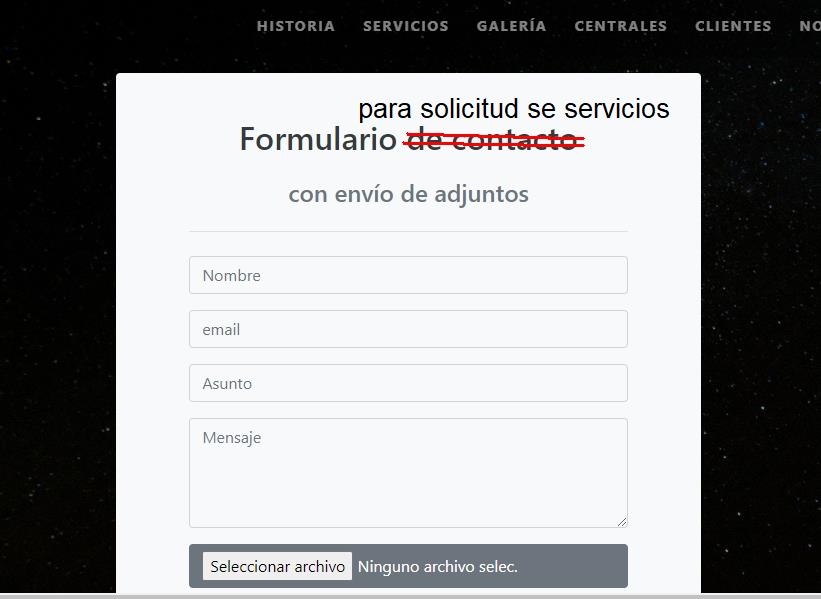 HISTORIA SERVICIOS GALERÍA CENTRALES CLIENTES NO
para solicitud se servicios
Formulario de contacto
con envío de adjuntos
Nombre
email
Asunto
Mensaje
Seleccionar archivo Ninguno archivo selec.